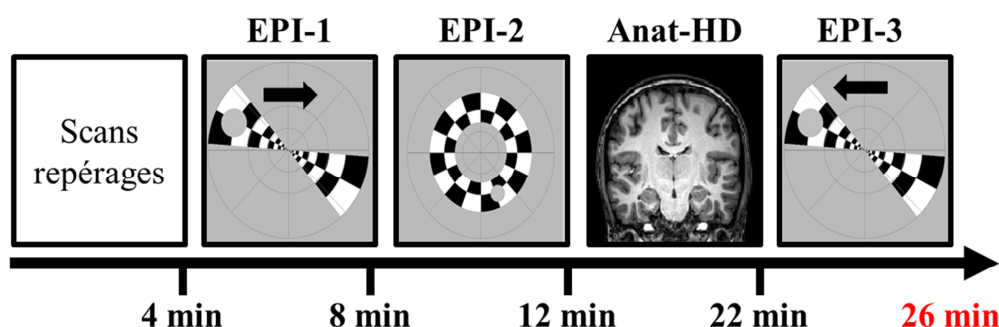 EPI-1
EPI-2
Anat-HD
EPI-3
Scans
repérages
4 min
8 min
12 min
22 min
26 min